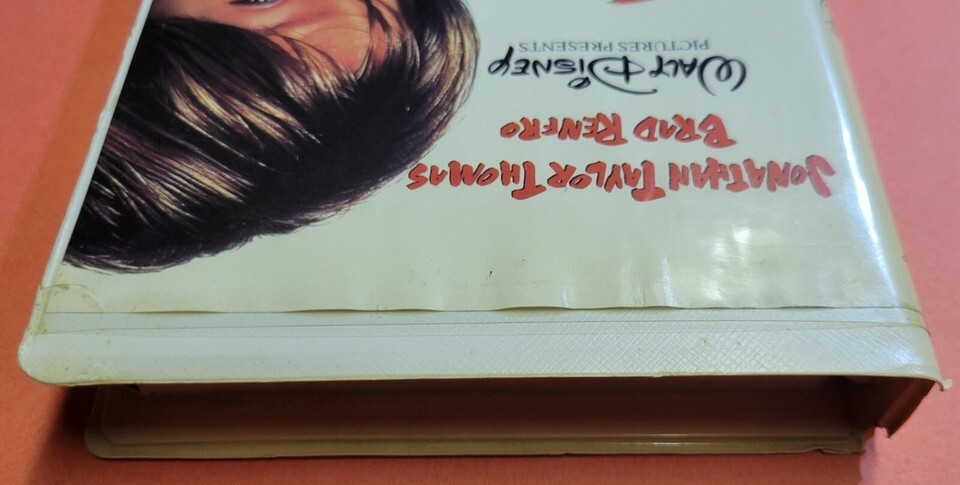 JONATHAN TAYLOR THOMAS
BRAD RENFRO
WALT DISNEY
PICTURES PRESENTS